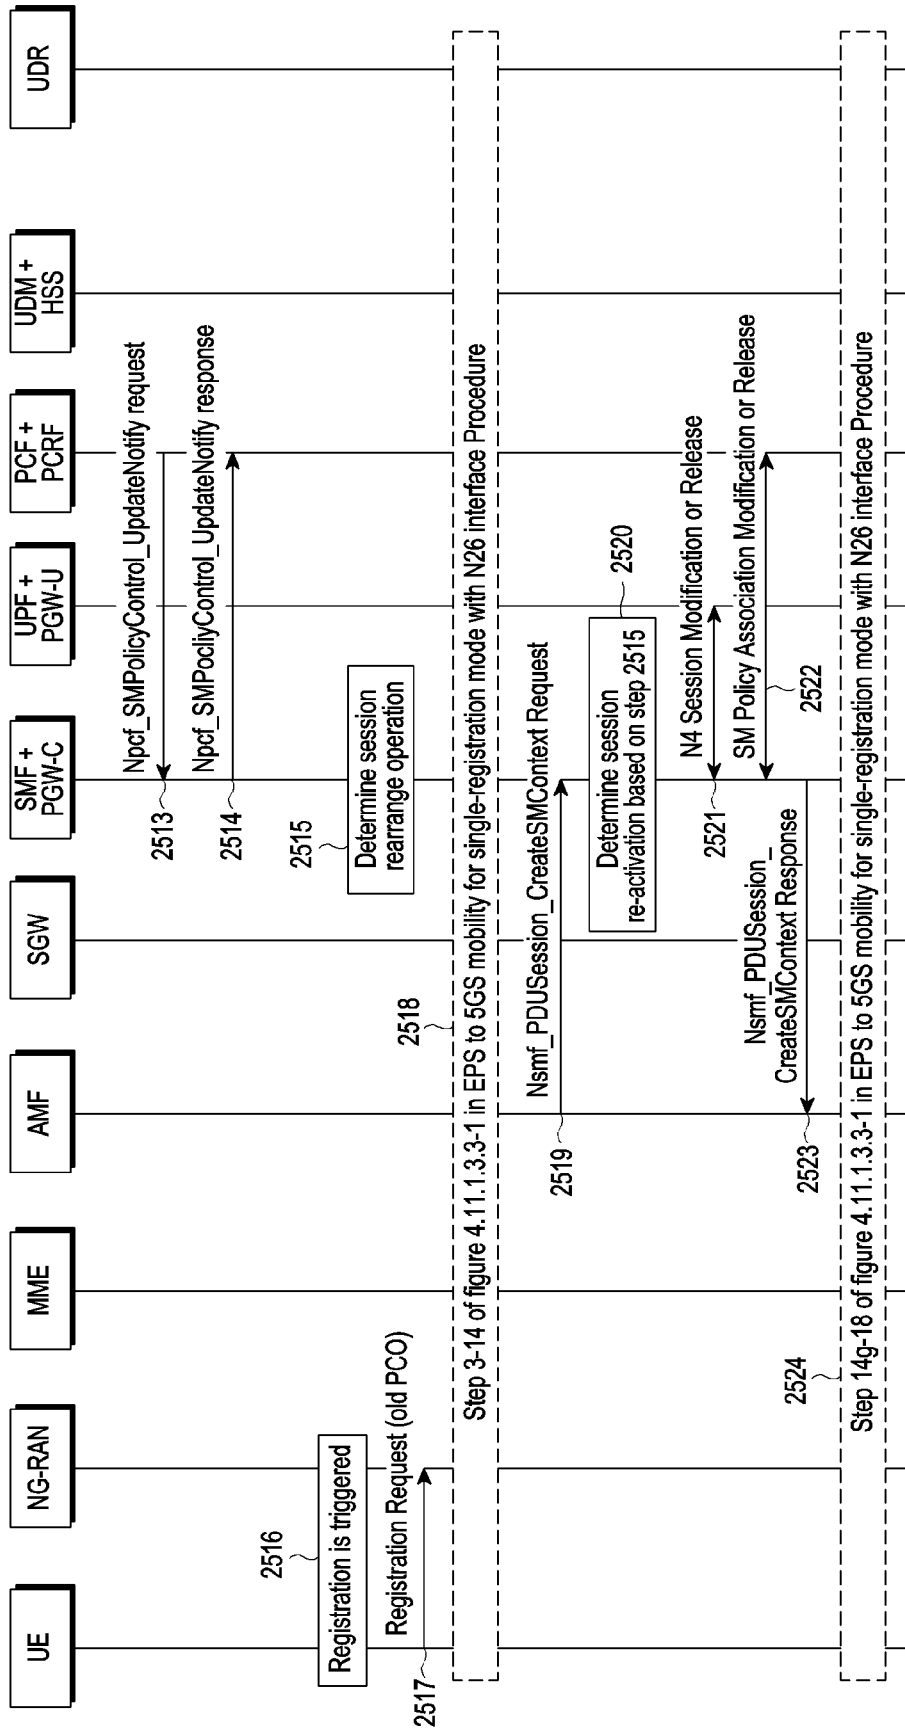 UE
NG-RAN
MME
AMF
SGW
SMF +
PGW-C
UPF +
PGW-U
PCF +
PCRF
UDM +
HSS
UDR
Npcf_SMPolicyControl_UpdateNotify request
2513
Npcf_SMPocliyControl_UpdateNotify response
2514
2515
Determine session
rearrange operation
2516
Registration is triggered
Registration Request (old PCO)
2517
2518
Step 3-14 of figure 4.11.1.3.3-1 in EPS to 5GS mobility for single-registration mode with N26 interface Procedure
Nsmf_PDUSession_CreateSMContext Request
2519
Determine session
re-activation based on step 2515
2520
N4 Session Modification or Release
2521
SM Policy Association Modification or Release
2522
Nsmf_PDUSession_
CreateSMContext Response
2523
2524
Step 14g-18 of figure 4.11.1.3.3-1 in EPS to 5GS mobility for single-registration mode with N26 interface Procedure